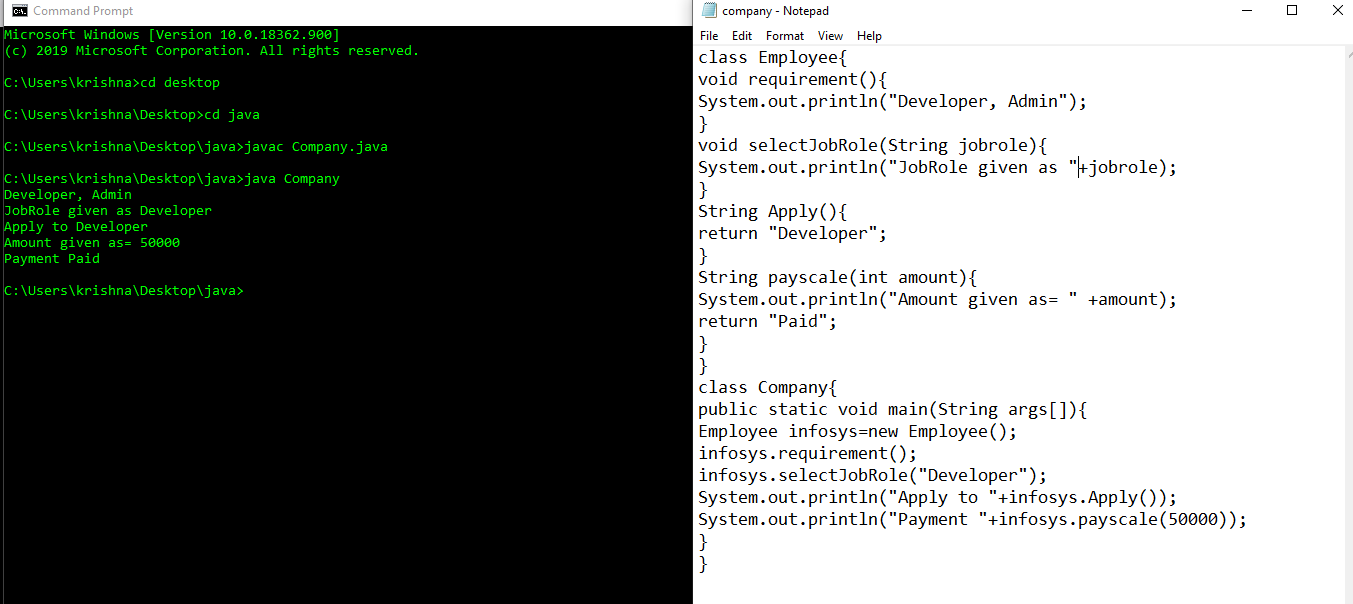 Command Prompt
Microsoft Windows [Version 10.0.18362.900]
(c) 2019 Microsoft Corporation. All rights reserved.
C:\Users\krishna>cd desktop
C:\Users\krishna\Desktop>cd java
C:\Users\krishna\Desktop\java>javac Company.java
C:\Users\krishna\Desktop\java>java Company
Developer, Admin
JobRole given as Developer
Apply to Developer
Amount given as= 50000
Payment Paid
C:\Users\krishna\Desktop\java>
company - Notepad
File Edit Format View Help
class Employee{
void requirement(){
System.out.println("Developer, Admin");
}
void selectJobRole(String jobrole){
System.out.println("JobRole given as "+jobrole);
}
String Apply(){
return "Developer";
}
String payscale(int amount){
System.out.println("Amount given as= " +amount);
return "Paid";
}
}
class Company{
public static void main(String args[]){
Employee infosys=new Employee();
infosys.requirement();
infosys.selectJobRole("Developer");
System.out.println("Apply to "+infosys.Apply());
System.out.println("Payment "+infosys.payscale(50000));
}
}